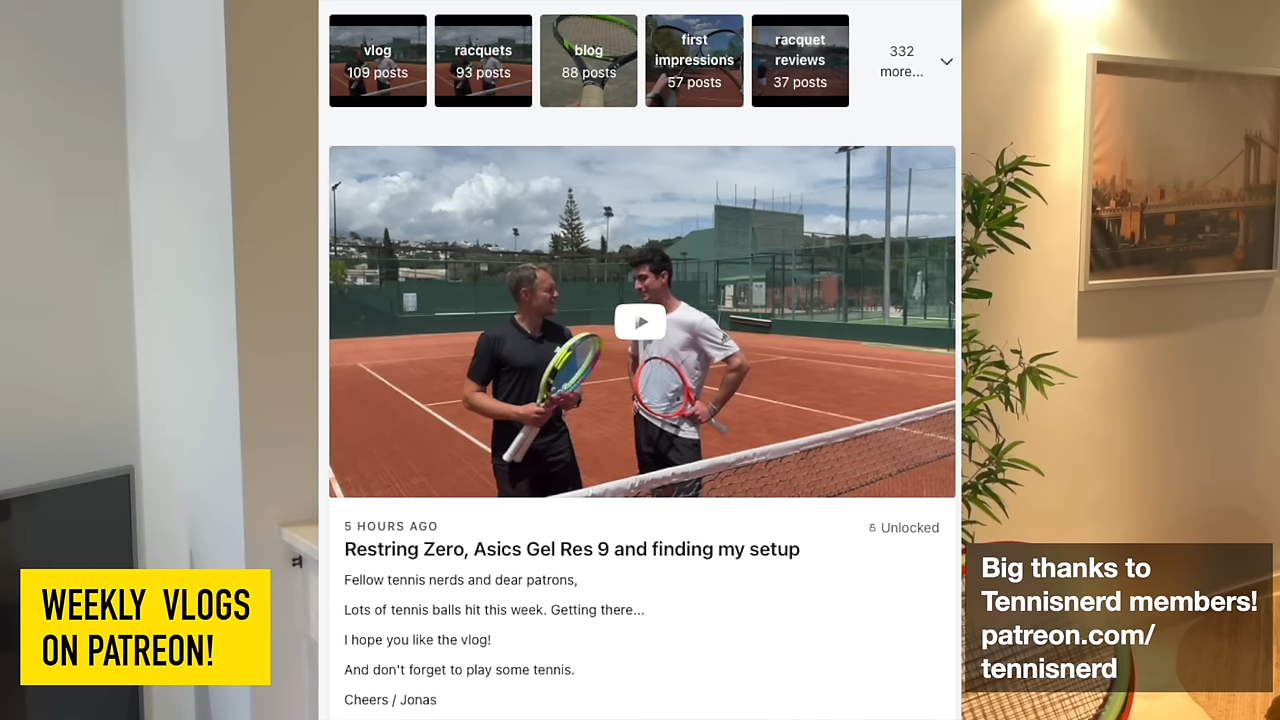 vlog
109 posts
racquets
93 posts
blog
88 posts
first
impressions
57 posts
racquet
reviews
37 posts
332
more...
5 HOURS AGO
Unlocked
Restring Zero, Asics Gel Res 9 and finding my setup
Fellow tennis nerds and dear patrons,
Lots of tennis balls hit this week. Getting there...
I hope you like the vlog!
And don't forget to play some tennis.
Cheers / Jonas
WEEKLY VLOGS
ON PATREON!
Big thanks to
Tennisnerd members!
patreon.com/
tennisnerd